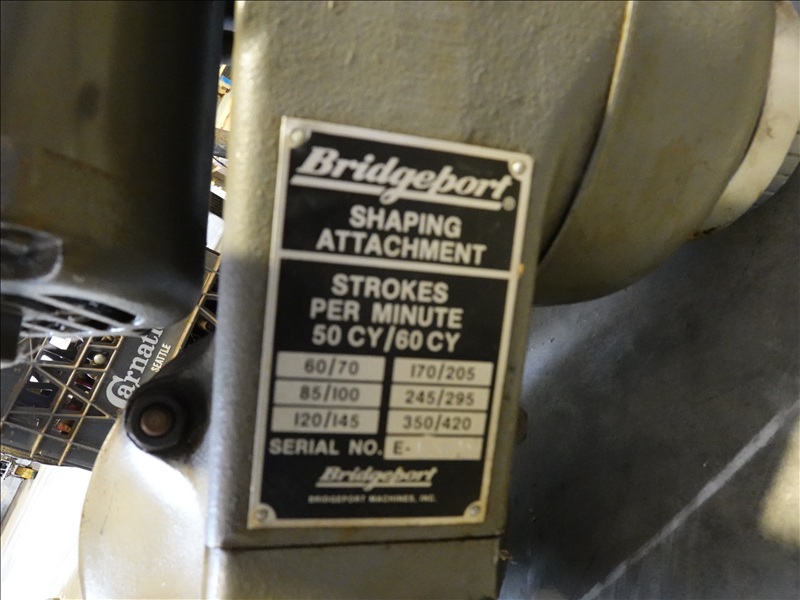 Bridgeport®
SHAPING
ATTACHMENT
STROKES
PER MINUTE
50 CY/60 CY
60/70 170/205
85/100 245/295
120/145 350/420
SERIAL NO. E-
Bridgeport
BRIDGEPORT MACHINES, INC.
Carnation
SEATTLE